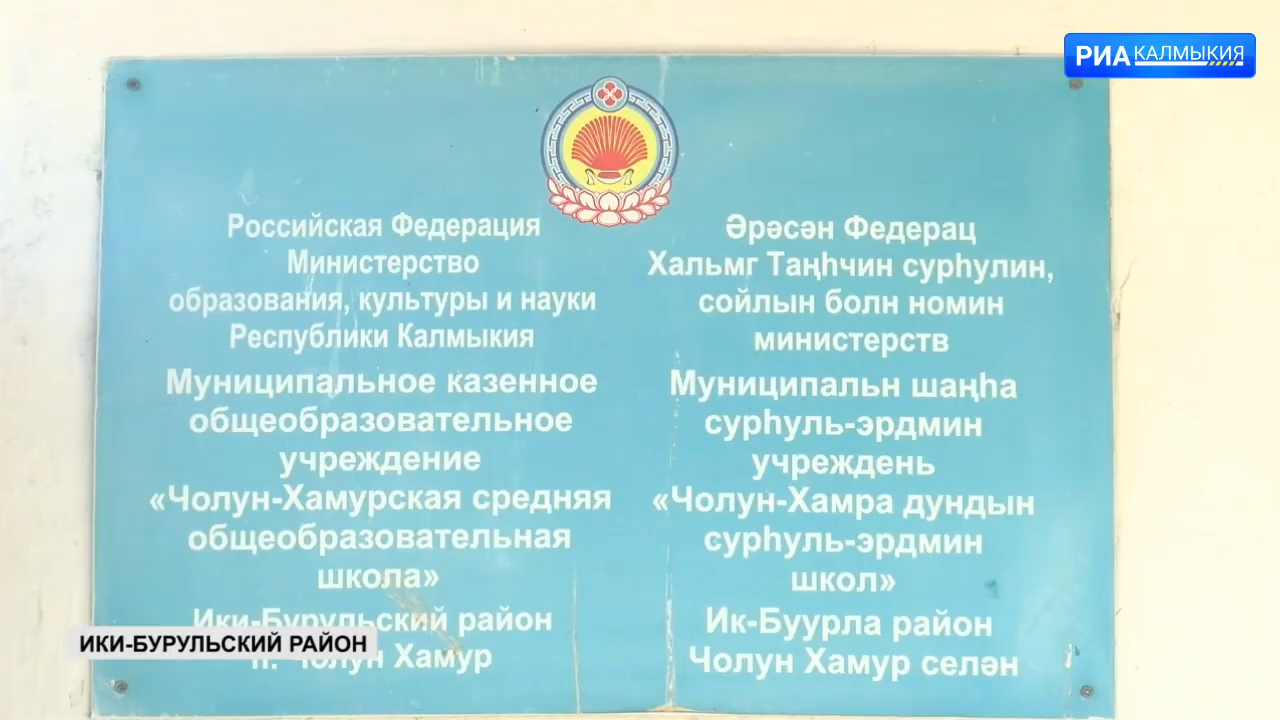 РИА КАЛМЫКИЯ
Российская Федерация
Министерство
образования, культуры и науки
Республики Калмыкия
Муниципальное казенное
общеобразовательное
учреждение
«Чолун-Хамурская средняя
общеобразовательная
школа»
Ики-Бурульский район
п. Чолун Хамур
Әрәсән Федерац
Хальмг Таңһчин сурһулин,
сойлын болн номин
министерств
Муниципальн шаңһа
сурһуль-эрдмин
учреждень
«Чолун-Хамра дундын
сурһуль-эрдмин
школ»
Ик-Буурла район
Чолун Хамур селән
ИКИ-БУРУЛЬСКИЙ РАЙОН